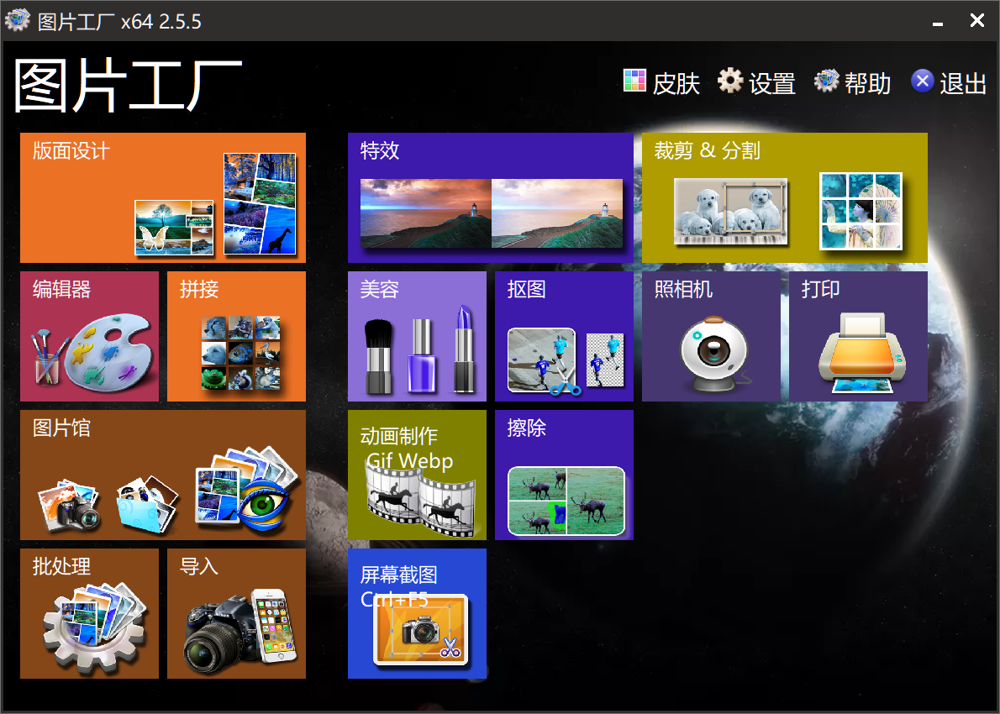 图片工厂 x64 2.5.5
图片工厂
皮肤
设置
帮助
退出
版面设计
特效
裁剪 & 分割
编辑器
拼接
美容
抠图
照相机
打印
图片馆
动画制作
Gif Webp
擦除
批处理
导入
屏幕截图
Ctrl+F5